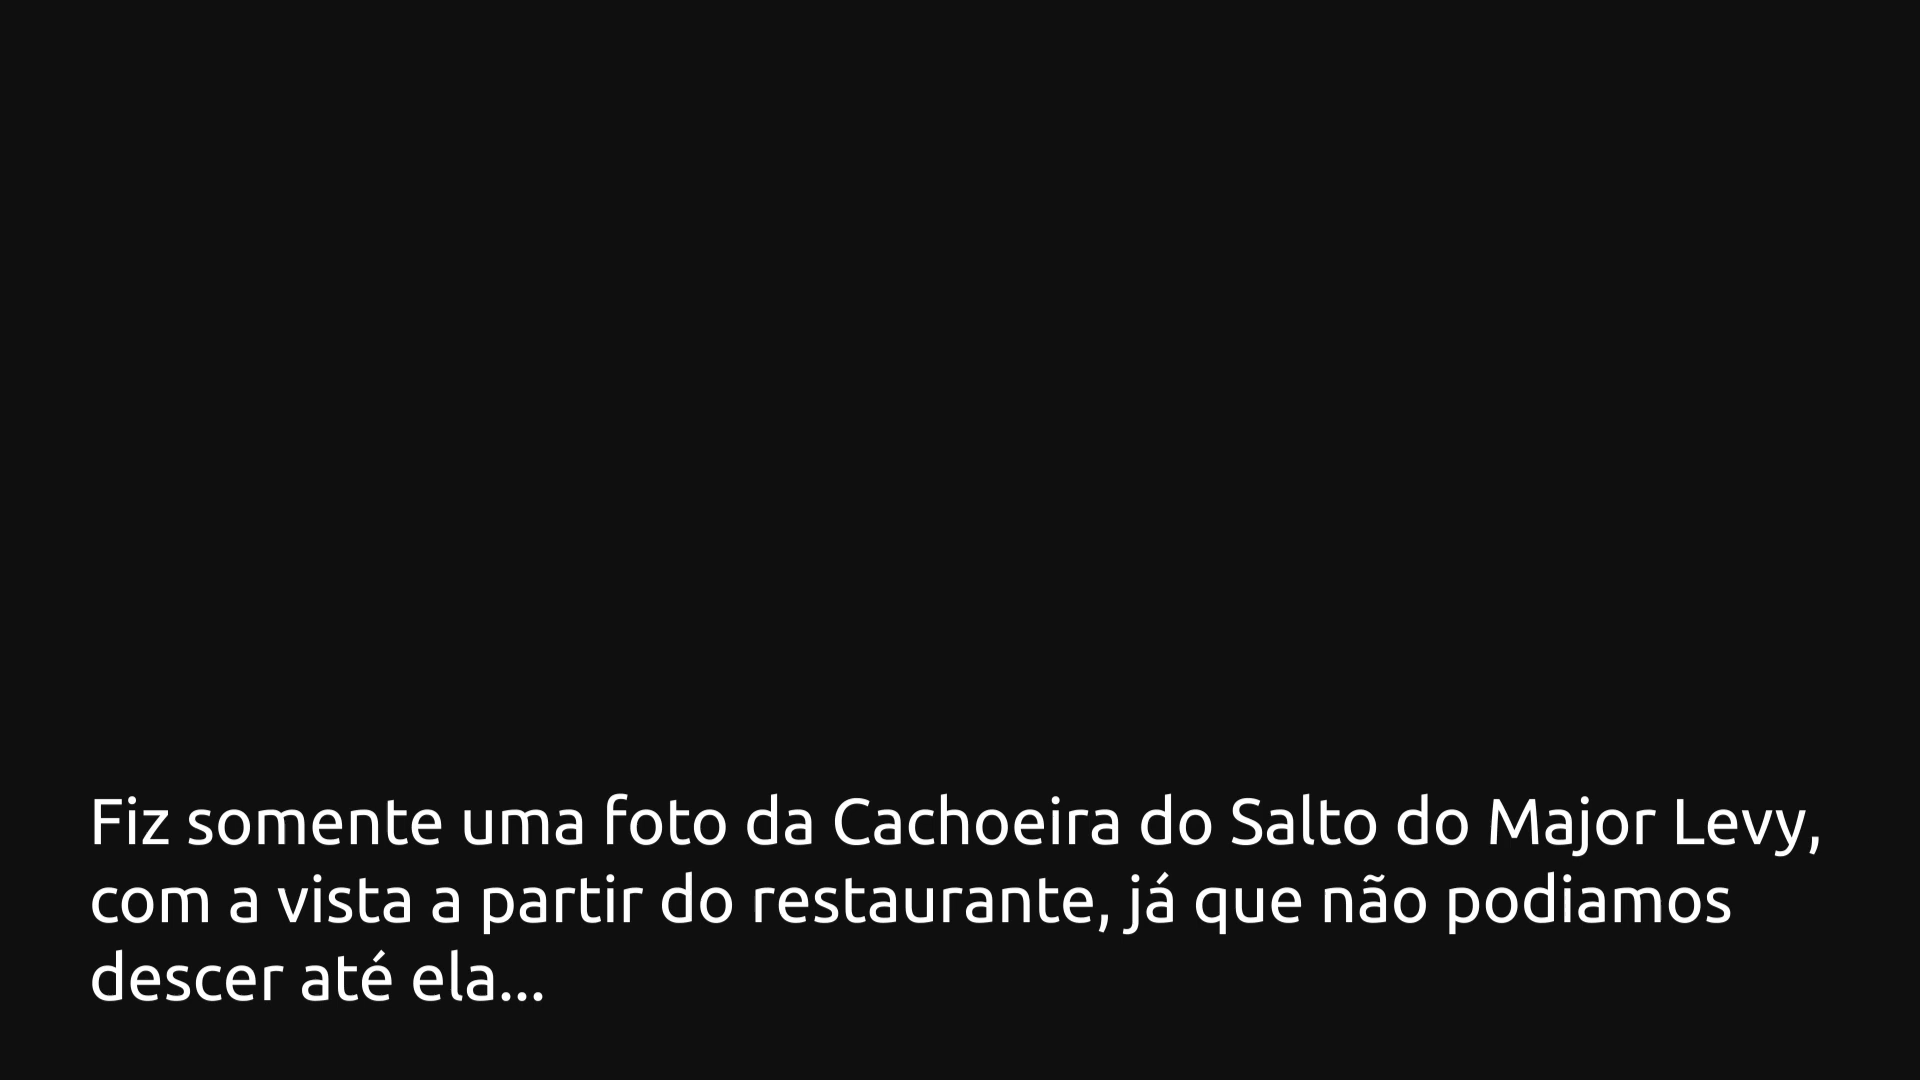 Fiz somente uma foto da Cachoeira do Salto do Major Levy,
com a vista a partir do restaurante, já que não podiamos
descer até ela...